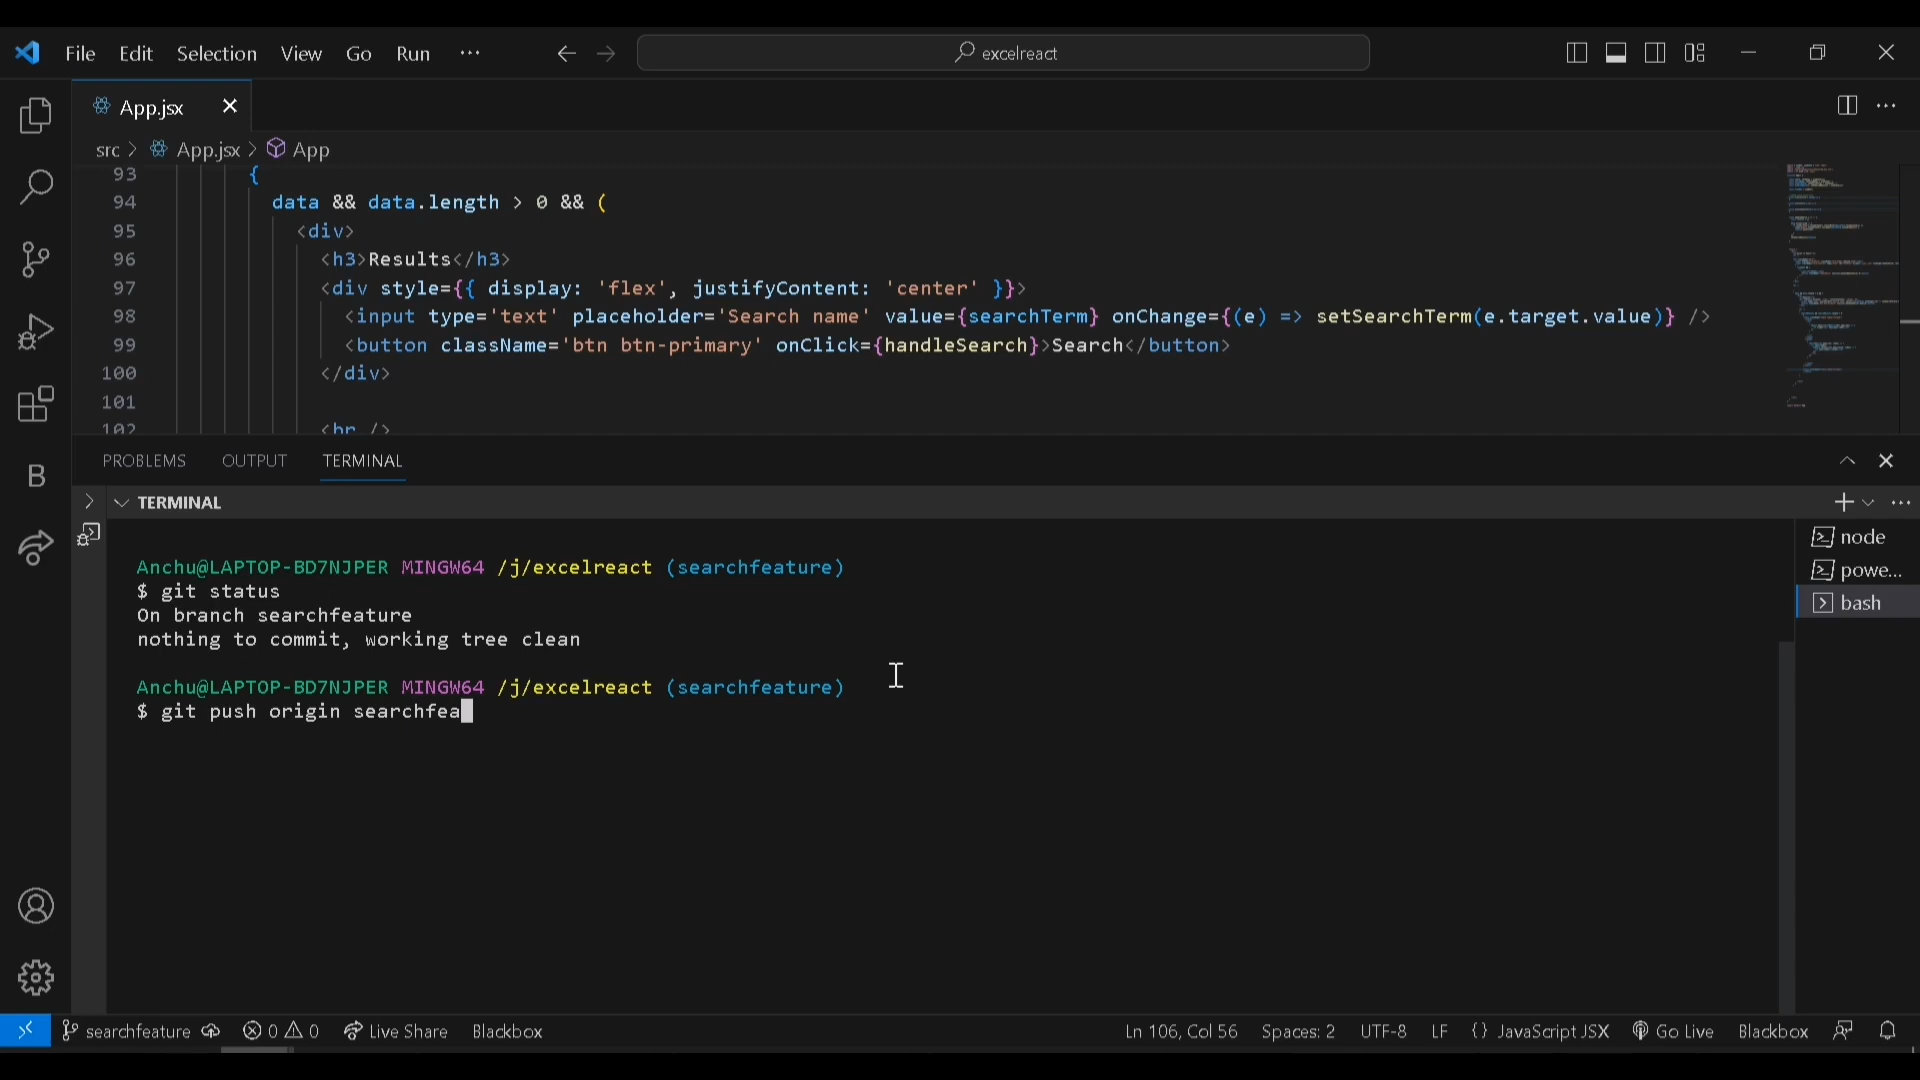 File Edit Selection View Go Run ··· excelreact
App.jsx
src > App.jsx > App
93 {
94 data && data.length > 0 && (
95 <div>
96 <h3>Results</h3>
97 <div style={{ display: 'flex', justifyContent: 'center' }}>
98 <input type='text' placeholder='Search name' value={searchTerm} onChange={(e) => setSearchTerm(e.target.value)} />
99 <button className='btn btn-primary' onClick={handleSearch}>Search</button>
100 </div>
101
102 <br />
PROBLEMS OUTPUT TERMINAL
TERMINAL
Anchu@LAPTOP-BD7NJPER MINGW64 /j/excelreact (searchfeature)
$ git status
On branch searchfeature
nothing to commit, working tree clean
Anchu@LAPTOP-BD7NJPER MINGW64 /j/excelreact (searchfeature)
$ git push origin searchfea
node
powe...
bash
B
searchfeature 0 0 Live Share Blackbox Ln 106, Col 56 Spaces: 2 UTF-8 LF {} JavaScript JSX Go Live Blackbox